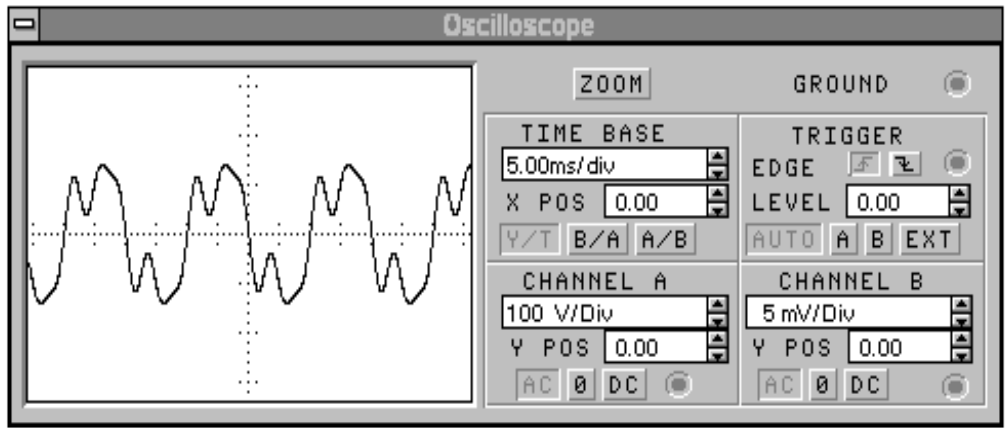 Oscilloscope
ZOOM GROUND
TIME BASE
5.00ms/div
X POS 0.00
Y/T B/A A/B
TRIGGER
EDGE
LEVEL 0.00
AUTO A B EXT
CHANNEL A
100 V/Div
Y POS 0.00
AC 0 DC
CHANNEL B
5 mV/Div
Y POS 0.00
AC 0 DC